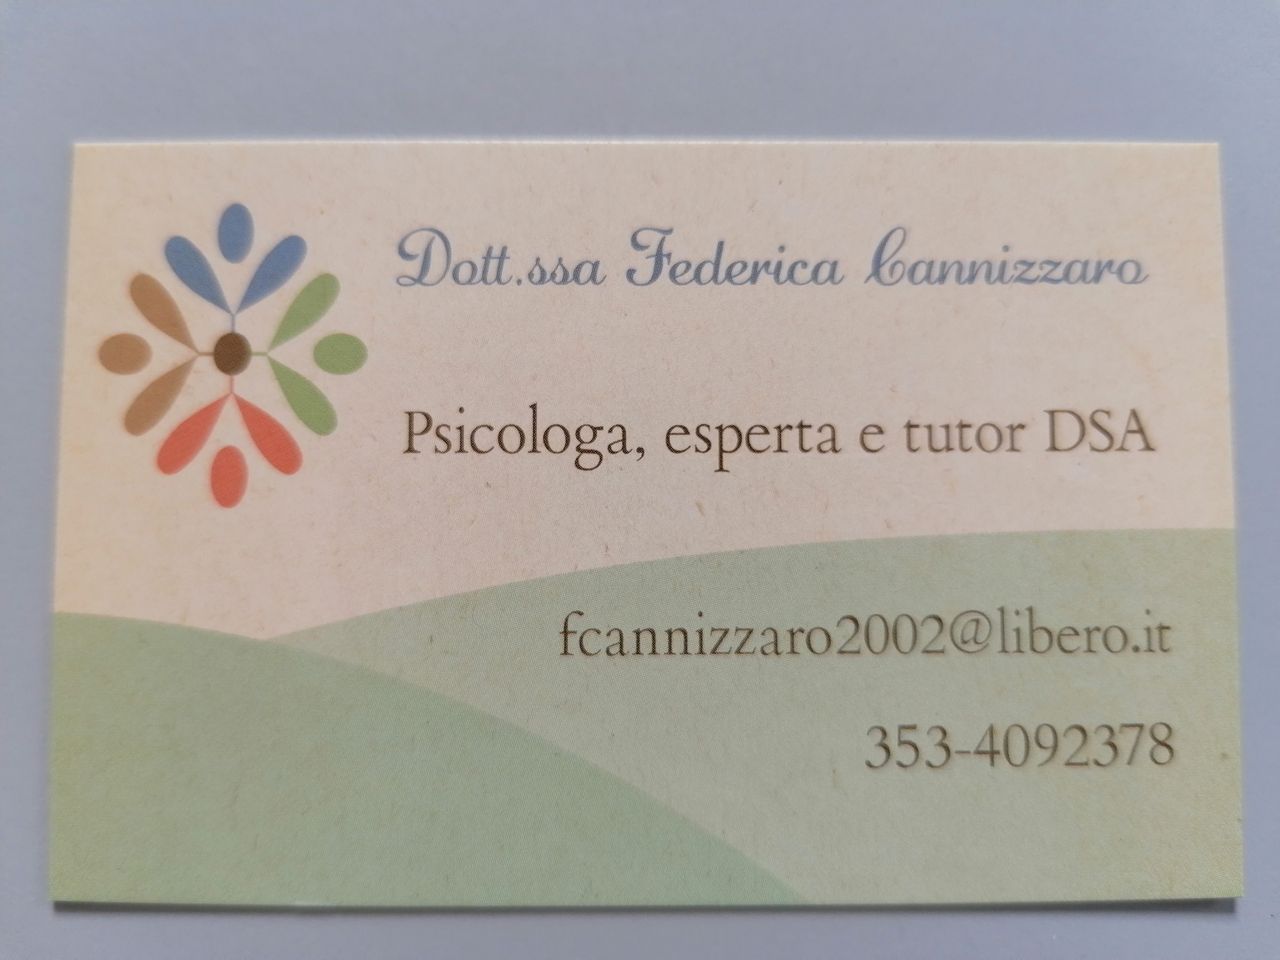 Dott.ssa Federica Cannizzaro
Psicologa, esperta e tutor DSA
fcannizzaro2002@libero.it
353-4092378